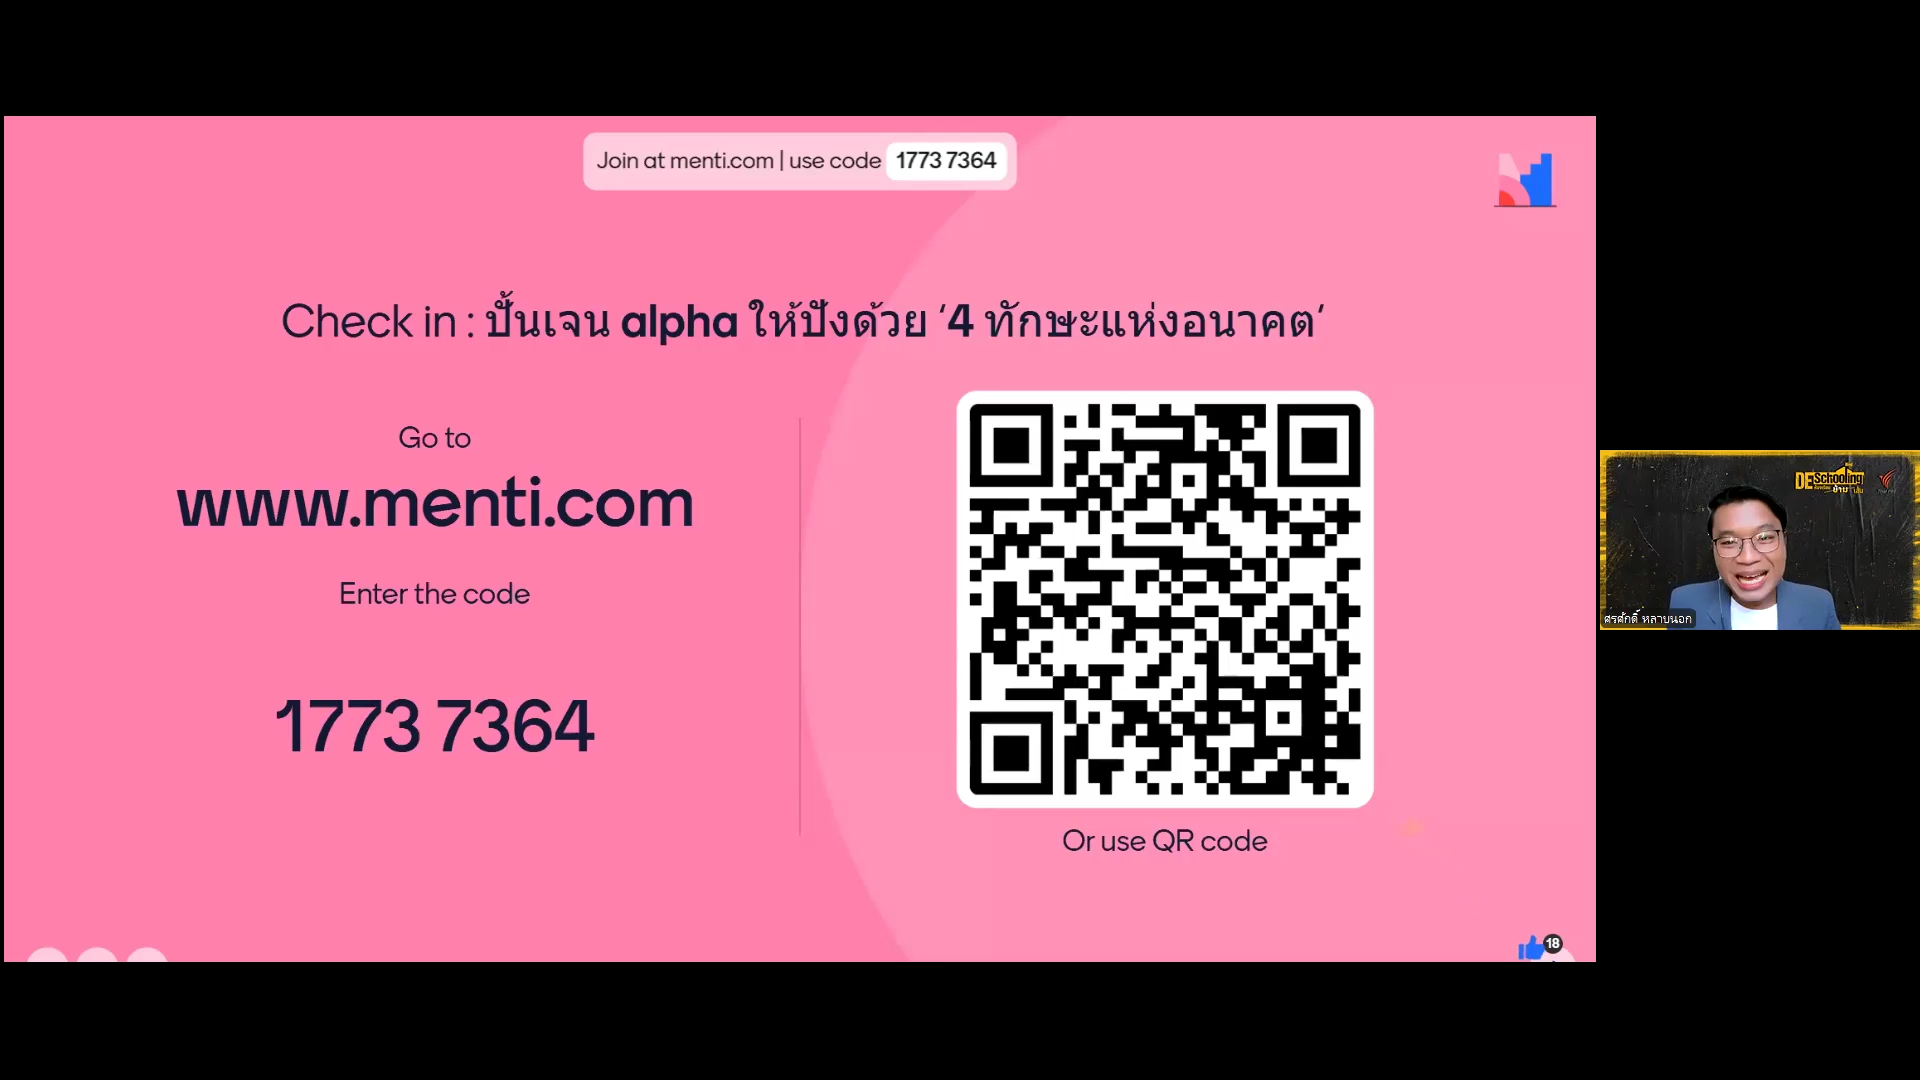 Join at menti.com | use code 1773 7364
Check in : ปั้นเจน alpha ให้ปังด้วย ‘4 ทักษะแห่งอนาคต‘
Go to
www.menti.com
Enter the code
1773 7364
Or use QR code
18
DESchooling
ศรศักดิ์ หลาบนอก